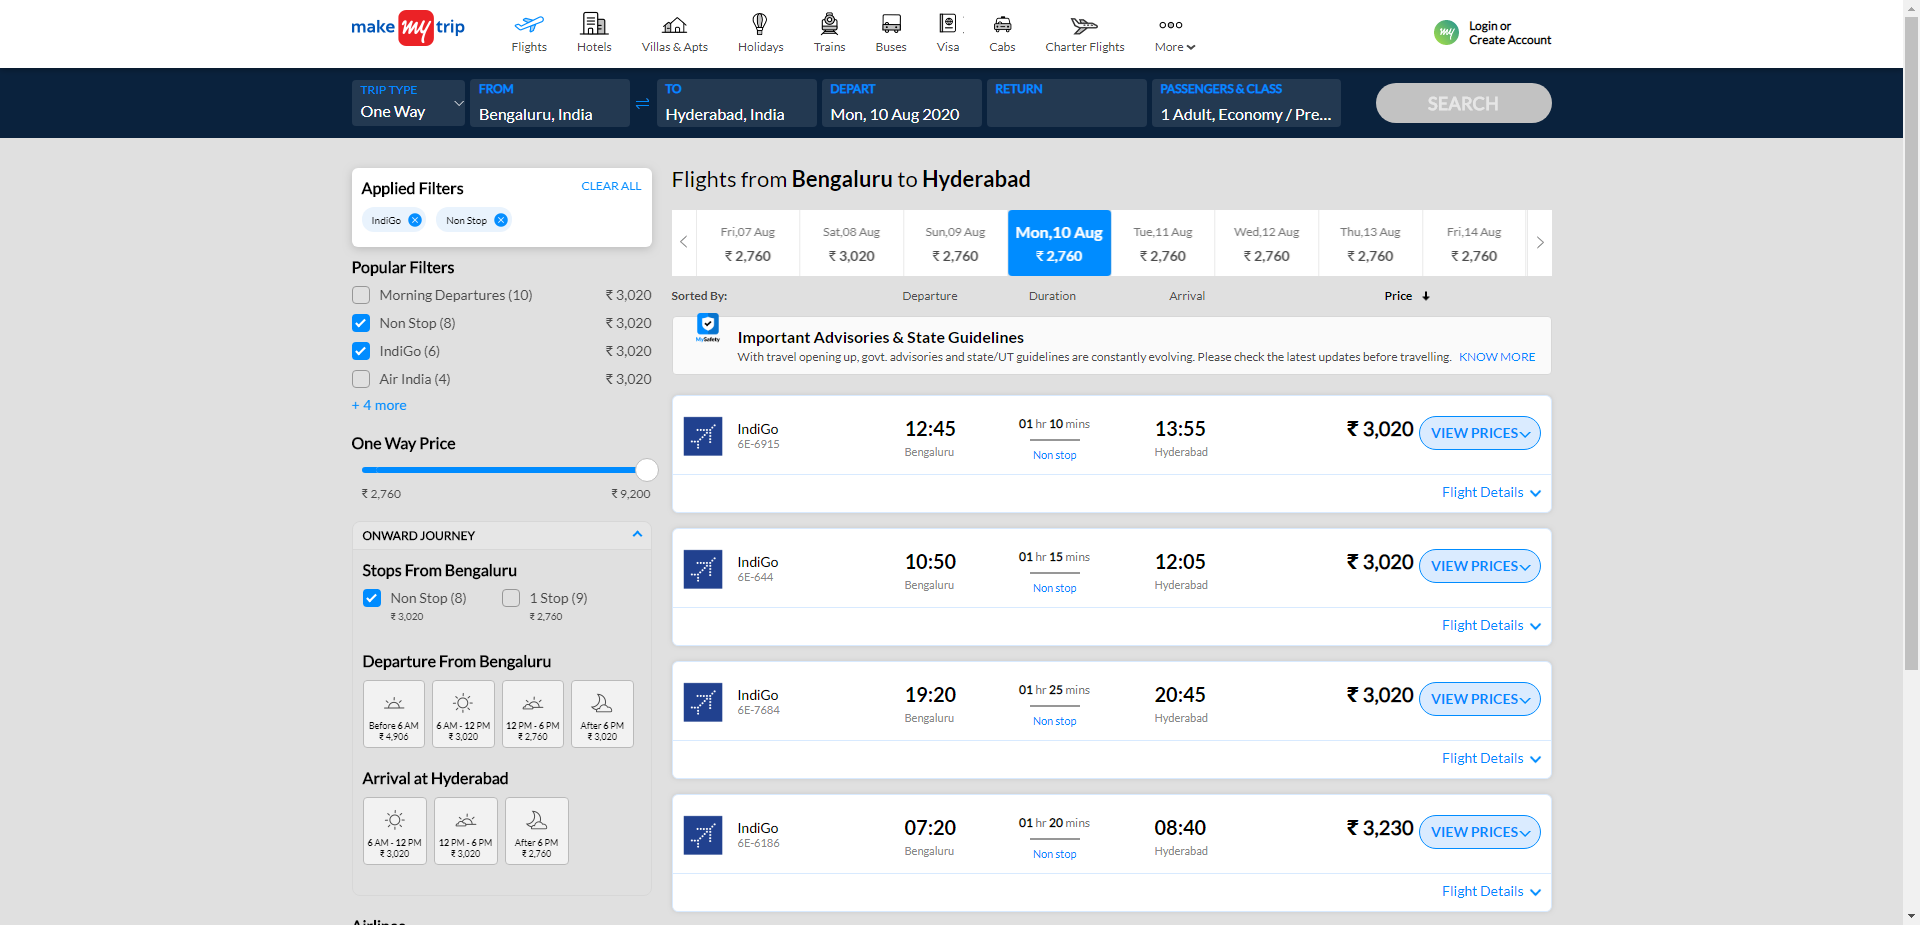 make my trip
Flights
Hotels
Villas & Apts
Holidays
Trains
Buses
Visa
Cabs
Charter Flights
More
my
Login or
Create Account
TRIP TYPE
One Way
FROM
Bengaluru, India
TO
Hyderabad, India
DEPART
Mon, 10 Aug 2020
RETURN
PASSENGERS & CLASS
1 Adult, Economy / Pre...
SEARCH
Applied Filters
CLEAR ALL
IndiGo
Non Stop
Popular Filters
Morning Departures (10) ₹ 3,020
Non Stop (8) ₹ 3,020
IndiGo (6) ₹ 3,020
Air India (4) ₹ 3,020
+ 4 more
One Way Price
₹ 2,760 ₹ 9,200
ONWARD JOURNEY
Stops From Bengaluru
Non Stop (8) 1 Stop (9)
₹ 3,020 ₹ 2,760
Departure From Bengaluru
Before 6 AM 6 AM - 12 PM 12 PM - 6 PM After 6 PM
₹ 4,906 ₹ 3,020 ₹ 2,760 ₹ 3,020
Arrival at Hyderabad
6 AM - 12 PM 12 PM - 6 PM After 6 PM
₹ 3,020 ₹ 3,020 ₹ 2,760
Airlines
Flights from Bengaluru to Hyderabad
Fri,07 Aug Sat,08 Aug Sun,09 Aug Mon,10 Aug Tue,11 Aug Wed,12 Aug Thu,13 Aug Fri,14 Aug
₹ 2,760 ₹ 3,020 ₹ 2,760 ₹ 2,760 ₹ 2,760 ₹ 2,760 ₹ 2,760 ₹ 2,760
Sorted By: Departure Duration Arrival Price
MySafety
Important Advisories & State Guidelines
With travel opening up, govt. advisories and state/UT guidelines are constantly evolving. Please check the latest updates before travelling. KNOW MORE
IndiGo 12:45 01 hr 10 mins 13:55 ₹ 3,020 VIEW PRICES
6E-6915 Bengaluru Non stop Hyderabad
Flight Details
IndiGo 10:50 01 hr 15 mins 12:05 ₹ 3,020 VIEW PRICES
6E-644 Bengaluru Non stop Hyderabad
Flight Details
IndiGo 19:20 01 hr 25 mins 20:45 ₹ 3,020 VIEW PRICES
6E-7684 Bengaluru Non stop Hyderabad
Flight Details
IndiGo 07:20 01 hr 20 mins 08:40 ₹ 3,230 VIEW PRICES
6E-6186 Bengaluru Non stop Hyderabad
Flight Details